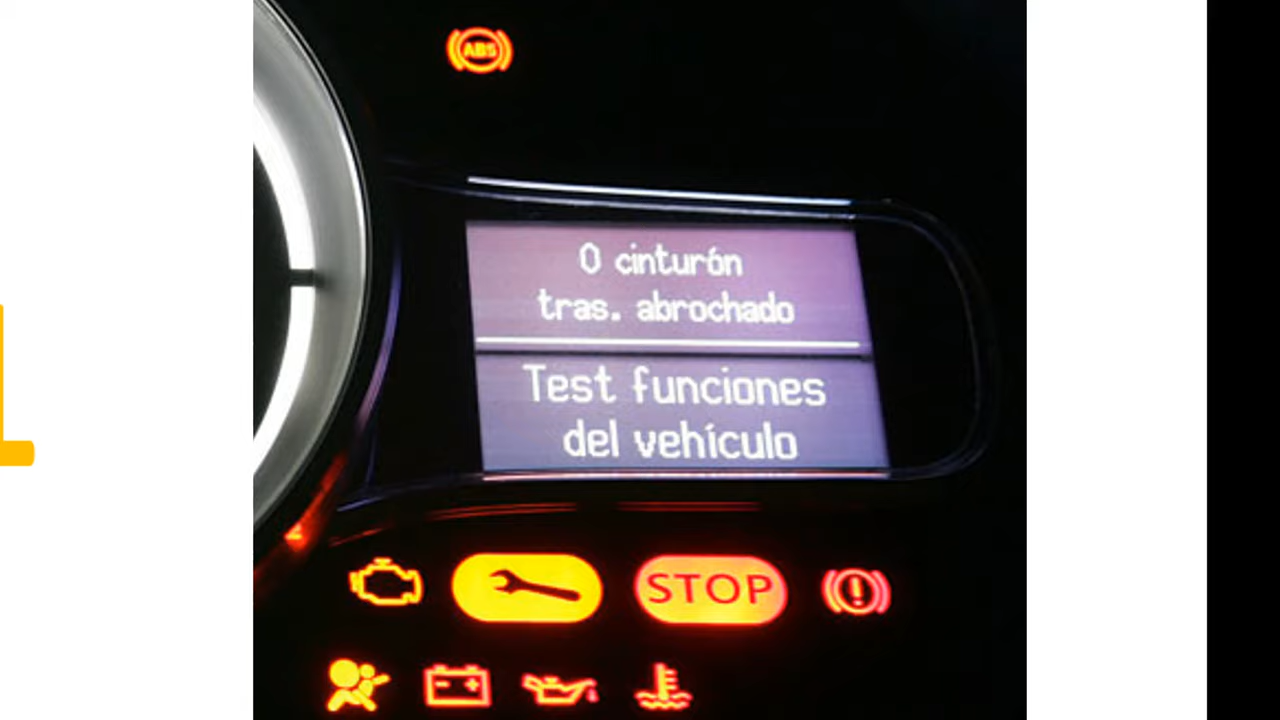 ABS
0 cinturón
tras. abrochado
Test funciones
del vehículo
STOP